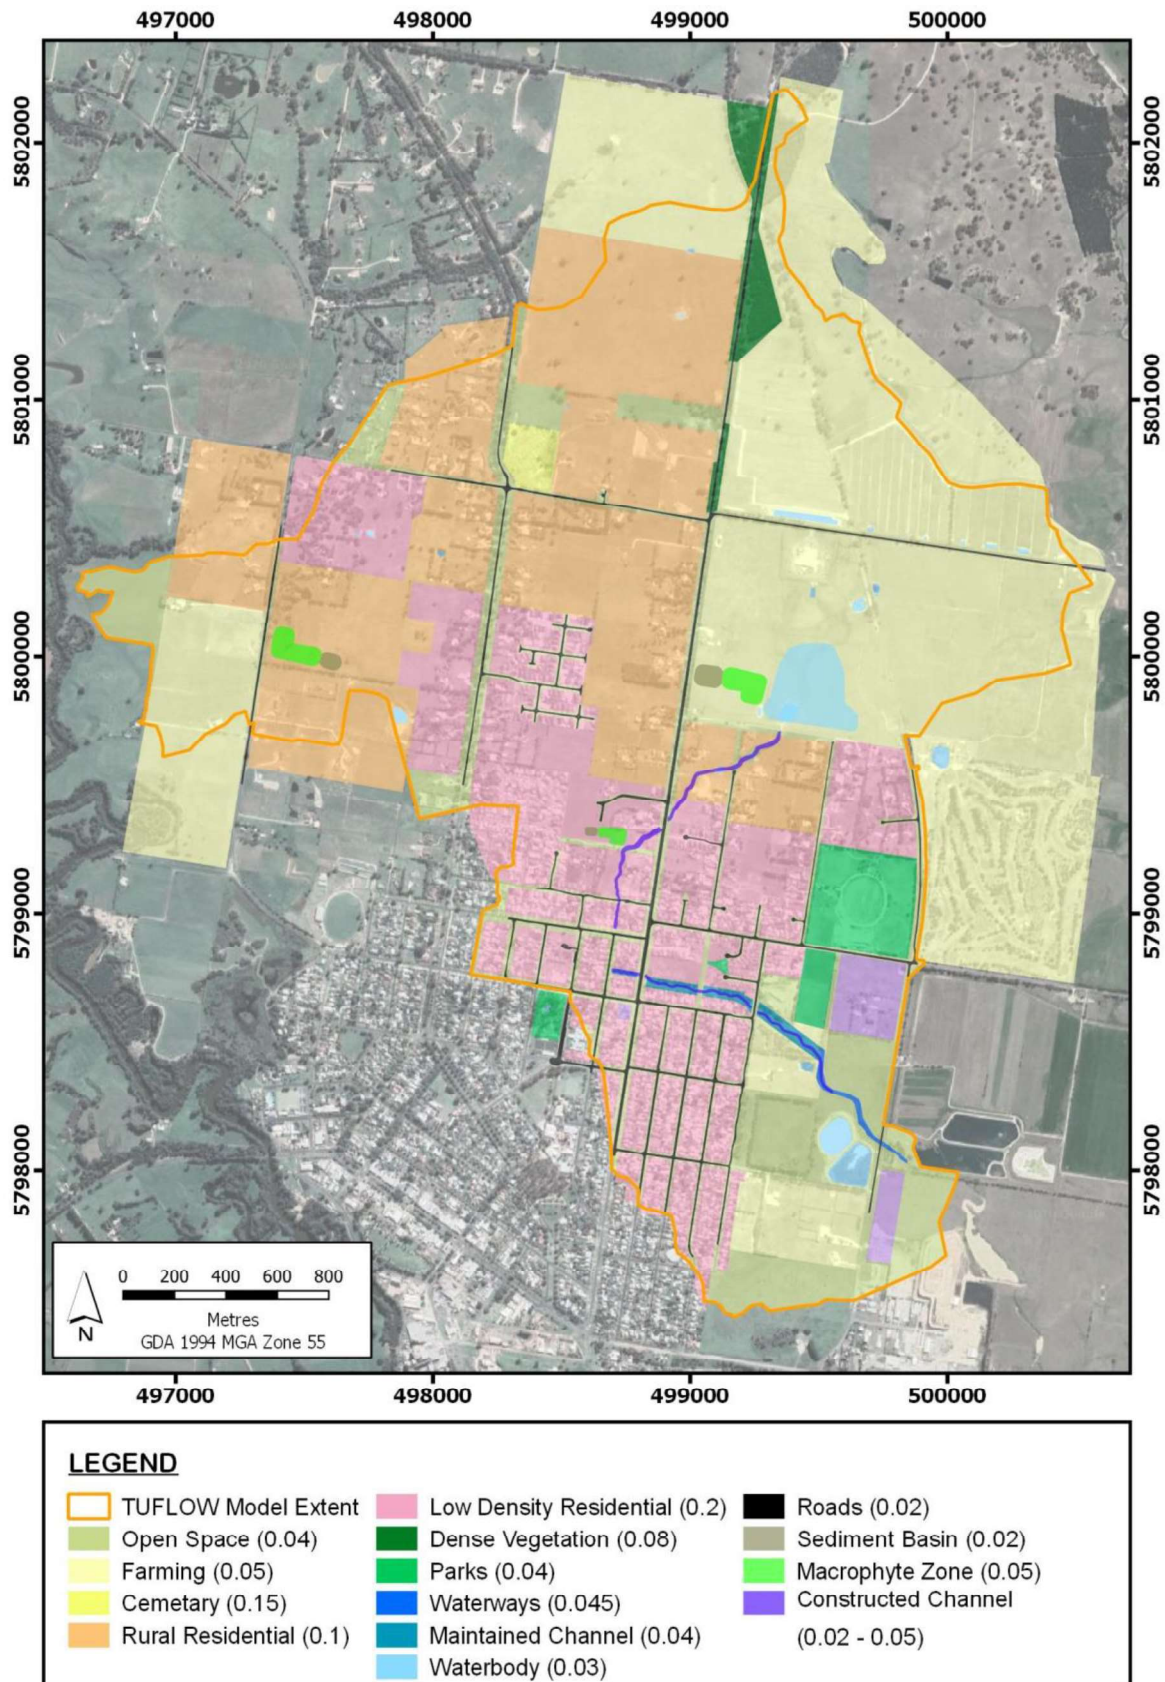 497000 498000 499000 500000
5802000 5802000
5801000 5801000
5800000 5800000
5799000 5799000
5798000 5798000
0 200 400 600 800
Metres
N
GDA 1994 MGA Zone 55
497000 498000 499000 500000
LEGEND
TUFLOW Model Extent
Open Space (0.04)
Farming (0.05)
Cemetary (0.15)
Rural Residential (0.1)
Low Density Residential (0.2)
Dense Vegetation (0.08)
Parks (0.04)
Waterways (0.045)
Maintained Channel (0.04)
Waterbody (0.03)
Roads (0.02)
Sediment Basin (0.02)
Macrophyte Zone (0.05)
Constructed Channel
(0.02 - 0.05)